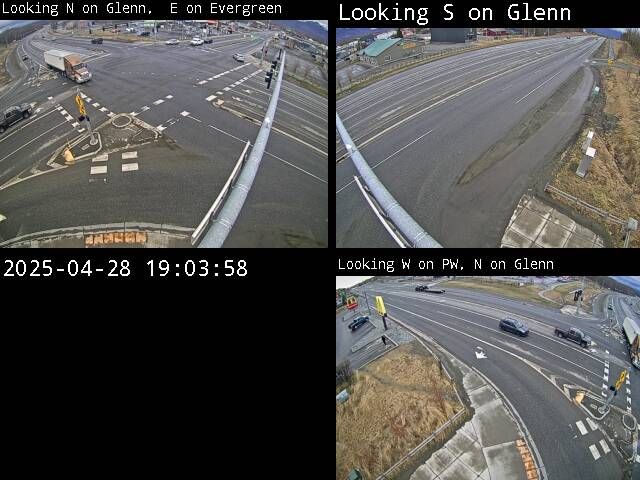 Looking N on Glenn, E on Evergreen
Looking S on Glenn
2025-04-28 19:03:58
Looking W on PW, N on Glenn